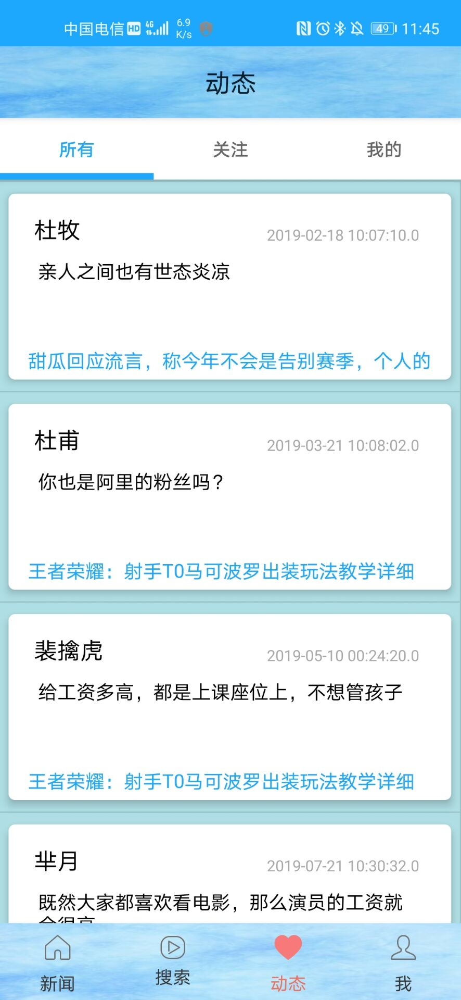 中国电信 HD 4G 6.9 K/s 49 11:45
动态
所有 关注 我的
杜牧 2019-02-18 10:07:10.0
亲人之间也有世态炎凉
甜瓜回应流言，称今年不会是告别赛季，个人的
杜甫 2019-03-21 10:08:02.0
你也是阿里的粉丝吗？
王者荣耀：射手T0马可波罗出装玩法教学详细
裴擒虎 2019-05-10 00:24:20.0
给工资多高，都是上课座位上，不想管孩子
王者荣耀：射手T0马可波罗出装玩法教学详细
芈月 2019-07-21 10:30:32.0
既然大家都喜欢看电影，那么演员的工资就
会很高
新闻 搜索 动态 我